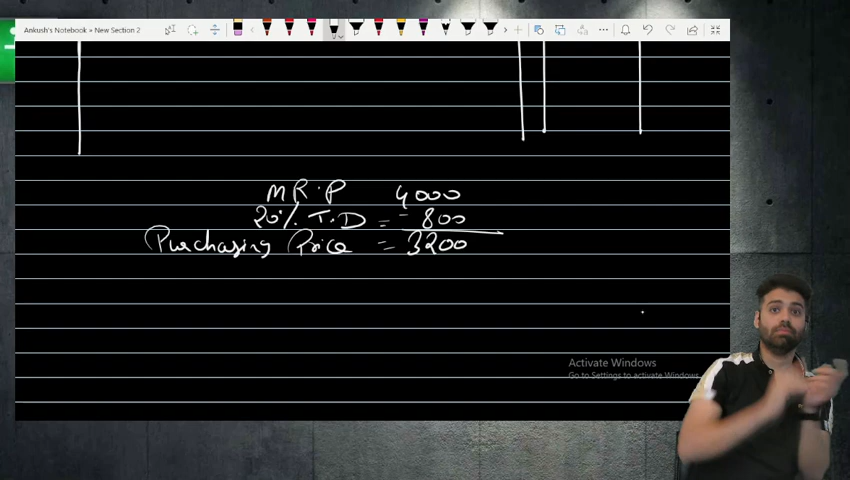 Ankush's Notebook » New Section 2
M R.P 4000
20% T.D = - 800
Purchasing Price = 3200
Activate Windows
Go to Settings to activate Windows.